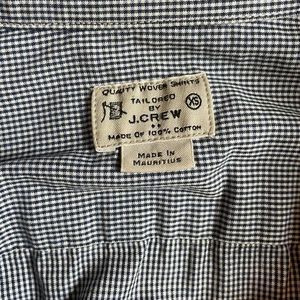 QUALITY WOVEN SHIRTS
TAILORED
BY
XS
J.CREW
MADE OF 100% COTTON
MADE IN
MAURITIUS